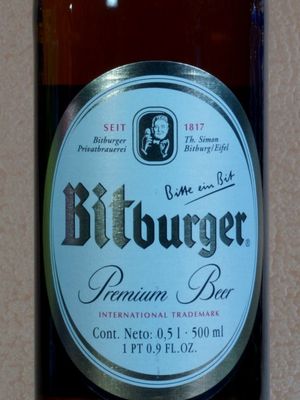 SEIT 1817
Bitburger Th. Simon
Privatbrauerei Bitburg/Eifel
Bitte ein Bit
Bitburger®
Premium Beer
INTERNATIONAL TRADEMARK
Cont. Neto: 0,5 l · 500 ml
1 PT 0.9 FL.OZ.